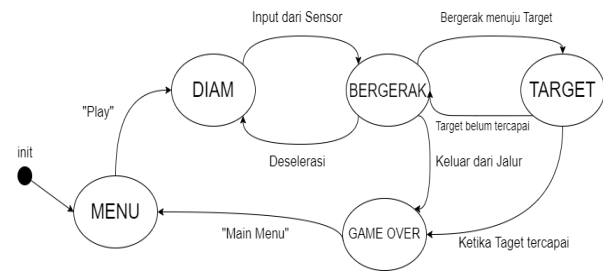 Input dari Sensor
Bergerak menuju Target
DIAM
BERGERAK
TARGET
"Play"
Target belum tercapai
init
Deselerasi
Keluar dari Jalur
MENU
"Main Menu"
GAME OVER
Ketika Taget tercapai